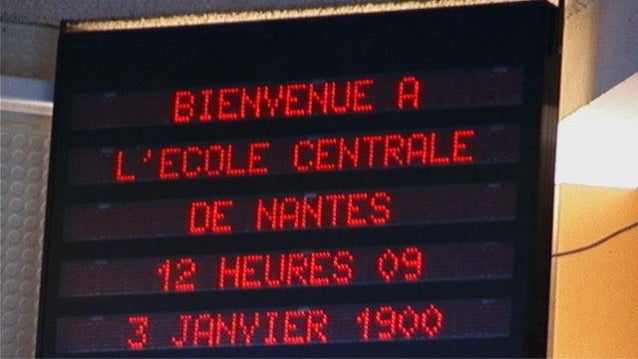 BIENVENUE A
L'ECOLE CENTRALE
DE NANTES
12 HEURES 09
3 JANVIER 1900